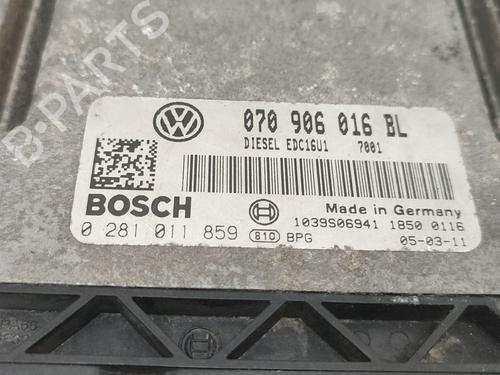 070 906 016 BL
DIESEL EDC16U1 7001
BOSCH
Made in Germany
0 281 011 859
B10 BPG
1039S06941 1850 0116
05-03-11
B-PARTS